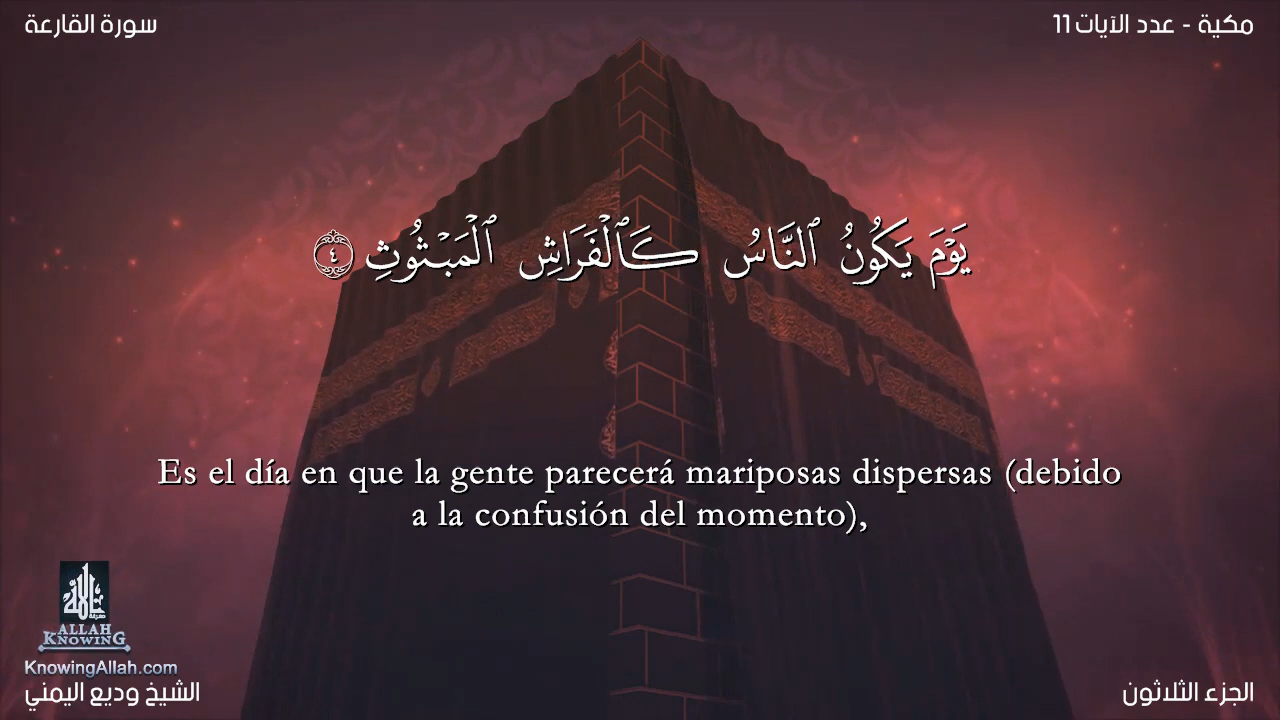 سورة القارعة
مكية - عدد الآيات 11
يَوْمَ يَكُونُ ٱلنَّاسُ كَٱلْفَرَاشِ ٱلْمَبْثُوثِ ٤
Es el día en que la gente parecerá mariposas dispersas (debido
a la confusión del momento),
ALLAH
KNOWING
KnowingAllah.com
الشيخ وديع اليمني
الجزء الثلاثون